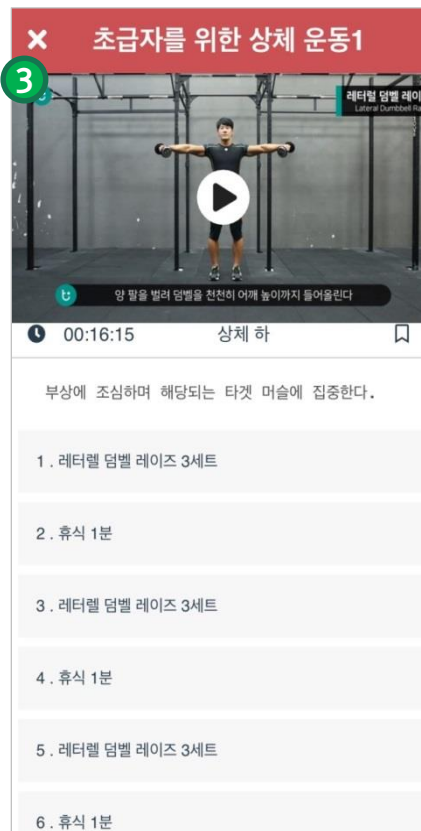 초급자를 위한 상체 운동1
3
레터럴 덤벨 레이
Lateral Dumbbell Ra
양 팔을 벌려 덤벨을 천천히 어깨 높이까지 들어올린다
00:16:15 상체 하
부상에 조심하며 해당되는 타겟 머슬에 집중한다.
1 . 레터렐 덤벨 레이즈 3세트
2 . 휴식 1분
3 . 레터렐 덤벨 레이즈 3세트
4 . 휴식 1분
5 . 레터렐 덤벨 레이즈 3세트
6 . 휴식 1분